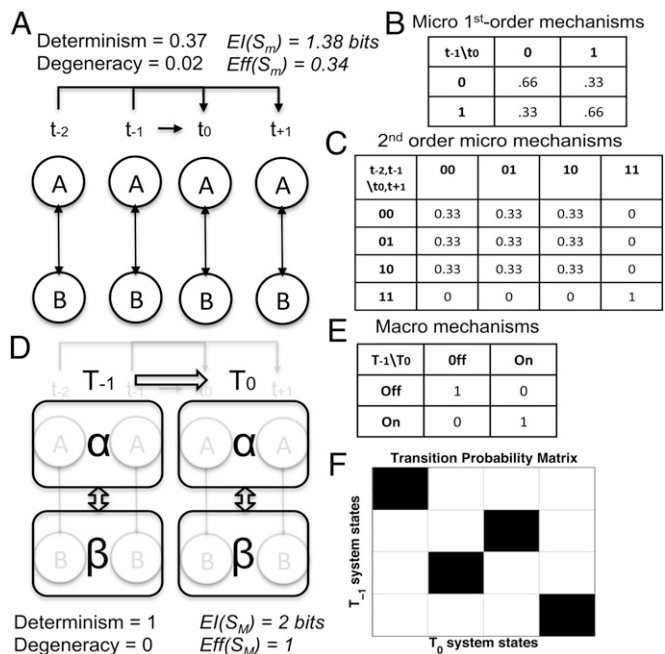 A
Determinism = 0.37 EI(Sm) = 1.38 bits
Degeneracy = 0.02 Eff(Sm) = 0.34
t-2 t-1 t0 t+1
A A A A
B B B B
B Micro 1st-order mechanisms
t-1\t0 0 1
0 .66 .33
1 .33 .66
C 2nd order micro mechanisms
t-2,t-1 00 01 10 11
\t0,t+1
00 0.33 0.33 0.33 0
01 0.33 0.33 0.33 0
10 0.33 0.33 0.33 0
11 0 0 0 1
D
T-1 T0
t-2 t-1 t0 t+1
A α A A α A
B β B B β B
Determinism = 1 EI(SM) = 2 bits
Degeneracy = 0 Eff(SM) = 1
E Macro mechanisms
T-1\T0 Off On
Off 1 0
On 0 1
F
Transition Probability Matrix
T-1 system states
T0 system states